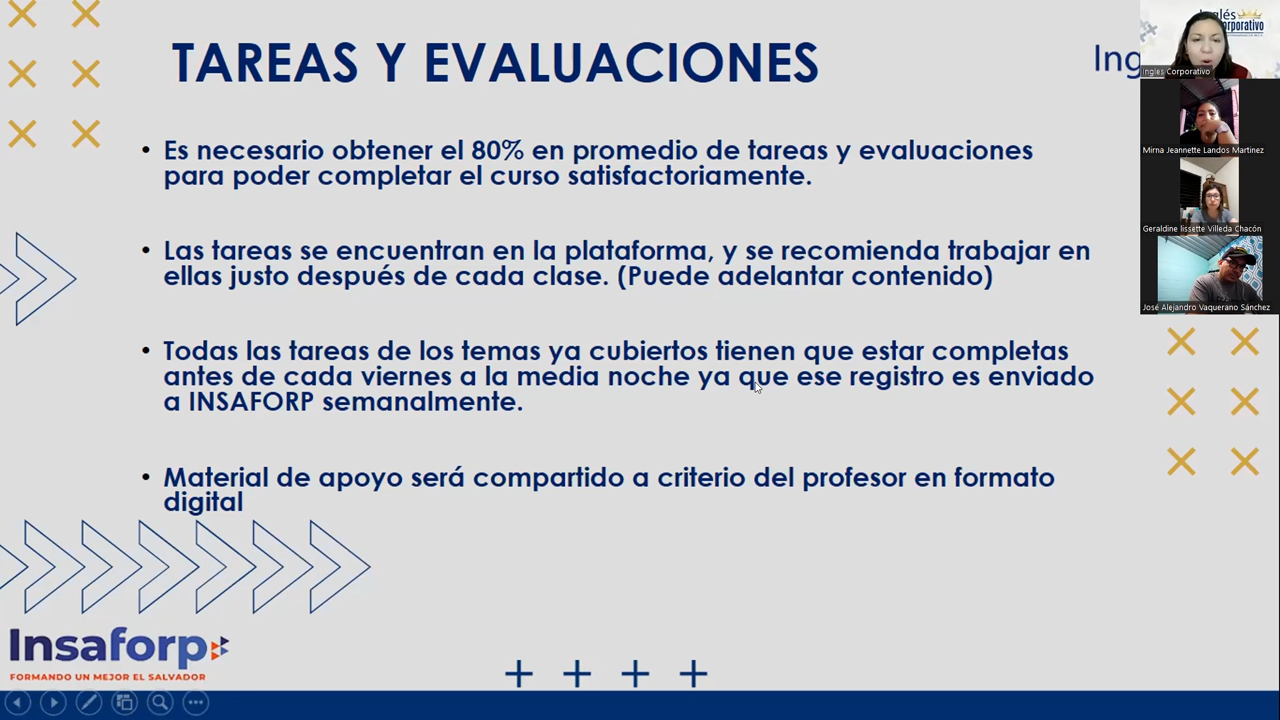 TAREAS Y EVALUACIONES
Es necesario obtener el 80% en promedio de tareas y evaluaciones
para poder completar el curso satisfactoriamente.
Las tareas se encuentran en la plataforma, y se recomienda trabajar en
ellas justo después de cada clase. (Puede adelantar contenido)
Todas las tareas de los temas ya cubiertos tienen que estar completas
antes de cada viernes a la media noche ya que ese registro es enviado
a INSAFORP semanalmente.
Material de apoyo será compartido a criterio del profesor en formato
digital
Insaforp
FORMANDO UN MEJOR EL SALVADOR
Ing
Ingles Corporativo
Mirna Jeannette Landos Martinez
Geraldine lissette Villeda Chacón
José Alejandro Vaquerano Sánchez